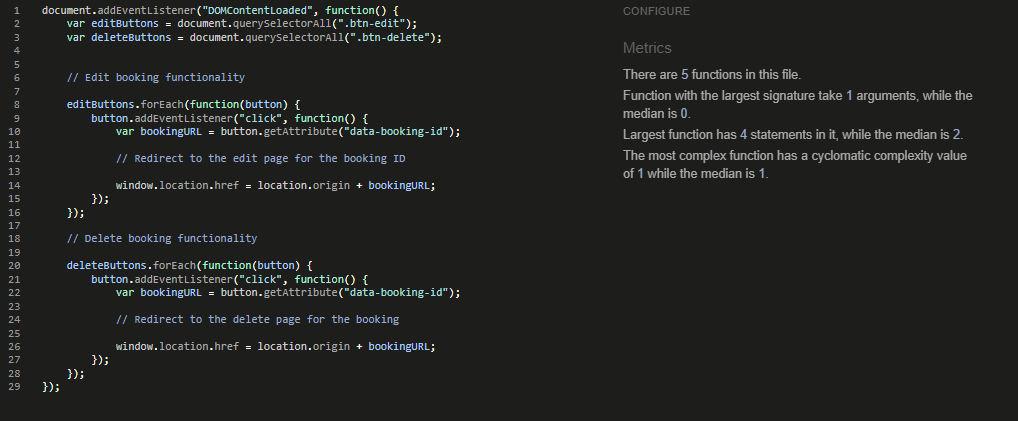 1 document.addEventListener("DOMContentLoaded", function() {
2 var editButtons = document.querySelectorAll(".btn-edit");
3 var deleteButtons = document.querySelectorAll(".btn-delete");
4
5
6 // Edit booking functionality
7
8 editButtons.forEach(function(button) {
9 button.addEventListener("click", function() {
10 var bookingURL = button.getAttribute("data-booking-id");
11
12 // Redirect to the edit page for the booking ID
13
14 window.location.href = location.origin + bookingURL;
15 });
16 });
17
18 // Delete booking functionality
19
20 deleteButtons.forEach(function(button) {
21 button.addEventListener("click", function() {
22 var bookingURL = button.getAttribute("data-booking-id");
23
24 // Redirect to the delete page for the booking
25
26 window.location.href = location.origin + bookingURL;
27 });
28 });
29 });
CONFIGURE
Metrics
There are 5 functions in this file.
Function with the largest signature take 1 arguments, while the
median is 0.
Largest function has 4 statements in it, while the median is 2.
The most complex function has a cyclomatic complexity value
of 1 while the median is 1.